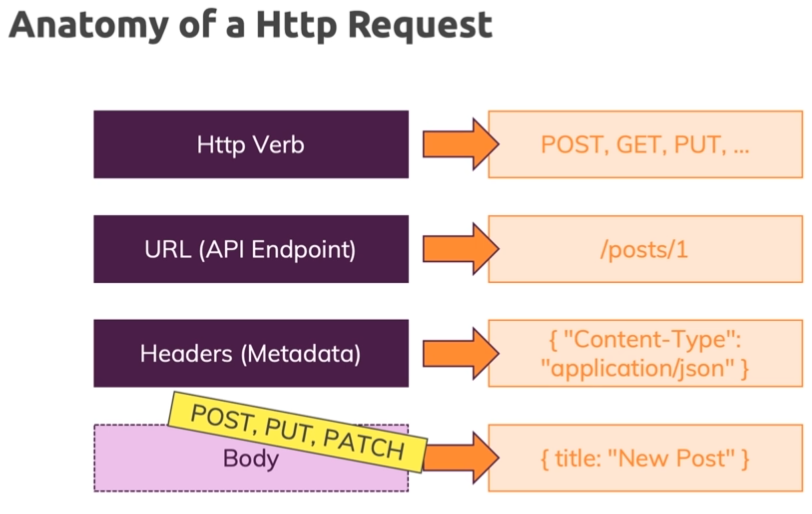 Anatomy of a Http Request
Http Verb
POST, GET, PUT, ...
URL (API Endpoint)
/posts/1
Headers (Metadata)
{ "Content-Type":
"application/json" }
POST, PUT, PATCH
Body
{ title: "New Post" }